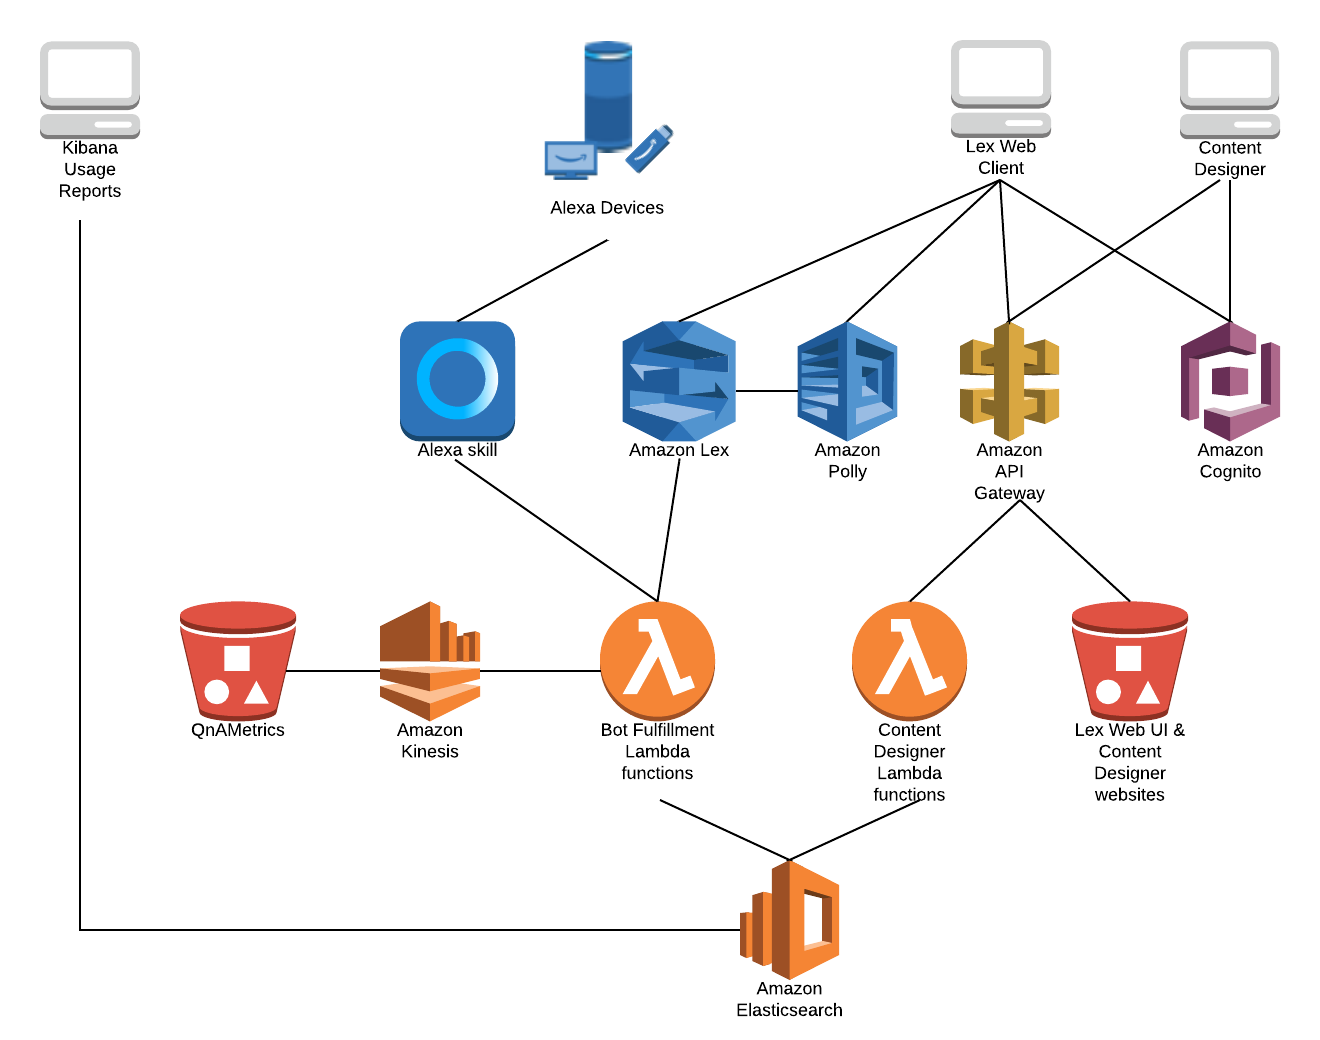 Kibana
Usage
Reports
Alexa Devices
Lex Web
Client
Content
Designer
Alexa skill
Amazon Lex
Amazon
Polly
Amazon
API
Gateway
Amazon
Cognito
QnAMetrics
Amazon
Kinesis
Bot Fulfillment
Lambda
functions
Content
Designer
Lambda
functions
Lex Web UI &
Content
Designer
websites
Amazon
Elasticsearch